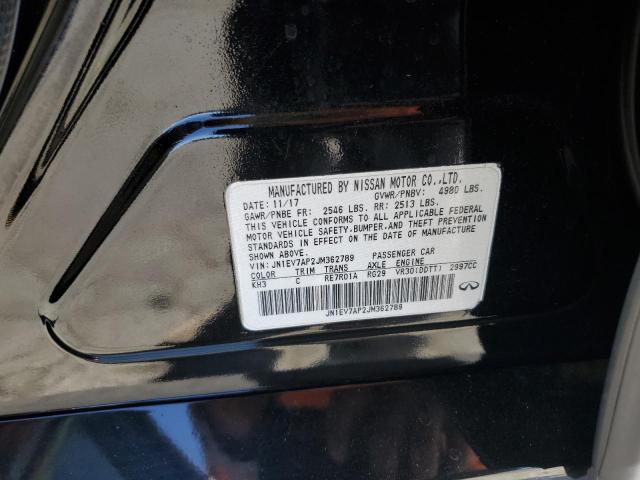 MANUFACTURED BY NISSAN MOTOR CO.,LTD.
DATE: 11/17 GVWR/PNBV: 4980 LBS.
GAWR/PNBE FR: 2546 LBS. RR: 2513 LBS.
THIS VEHICLE CONFORMS TO ALL APPLICABLE FEDERAL
MOTOR VEHICLE SAFETY,BUMPER,AND THEFT PREVENTION
STANDARDS IN EFFECT ON THE DATE OF MANUFACTURE
SHOWN ABOVE.
VIN: JN1EV7AP2JM362789 PASSENGER CAR
COLOR TRIM TRANS AXLE ENGINE
KH3 C RE7R01A RG29 VR30(DDTT) 2997CC
JN1EV7AP2JM362789